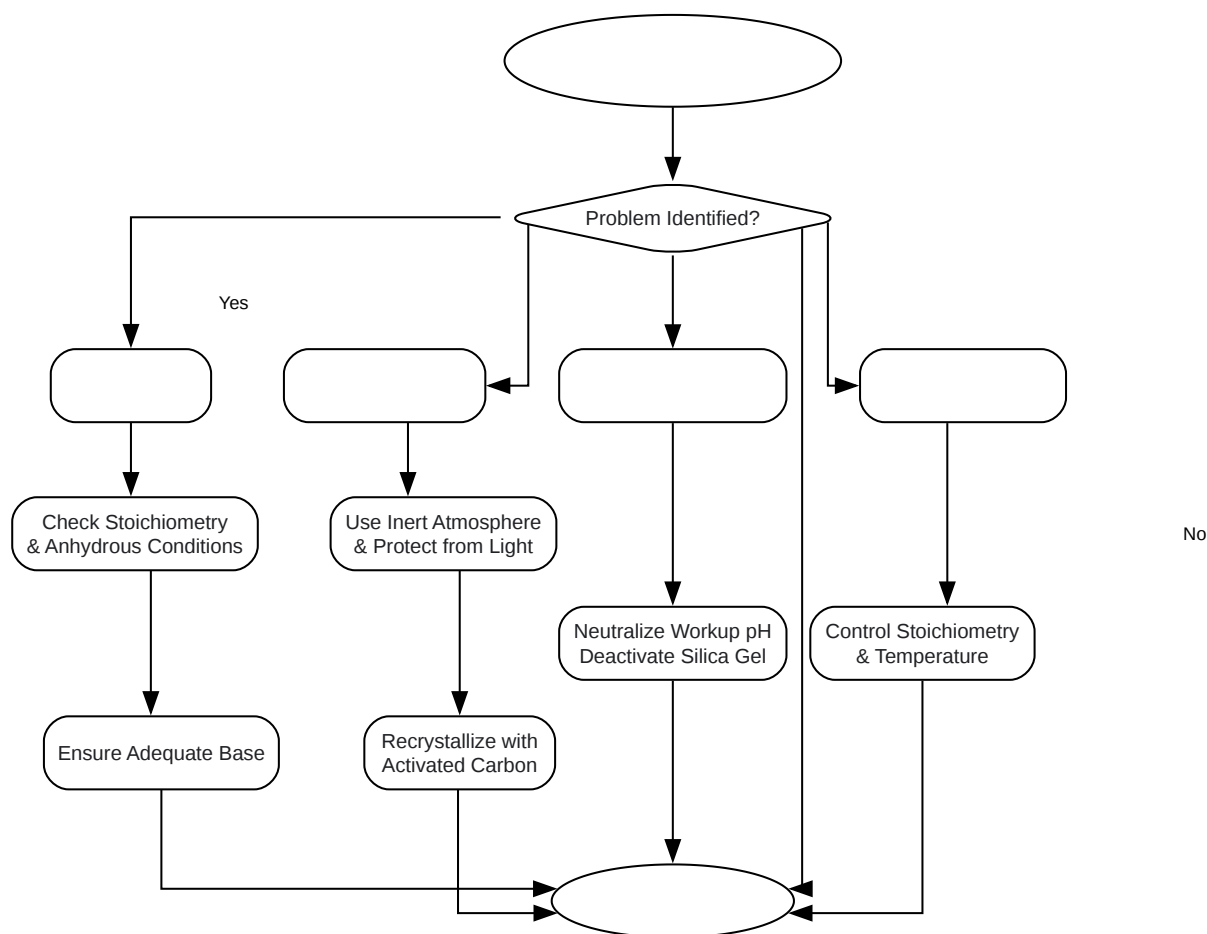 Problem Identified?
Yes
Check Stoichiometry
& Anhydrous Conditions
Use Inert Atmosphere
& Protect from Light
No
Neutralize Workup pH
Deactivate Silica Gel
Control Stoichiometry
& Temperature
Ensure Adequate Base
Recrystallize with
Activated Carbon